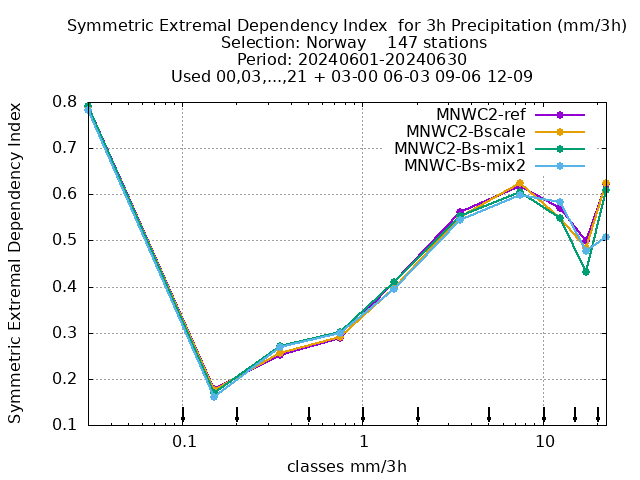 Symmetric Extremal Dependency Index  for 3h Precipitation (mm/3h)
Selection: Norway    147 stations
Period: 20240601-20240630
Used 00,03,...,21 + 03-00 06-03 09-06 12-09
MNWC2-ref
MNWC2-Bscale
MNWC2-Bs-mix1
MNWC-Bs-mix2
Symmetric Extremal Dependency Index
0.8
0.7
0.6
0.5
0.4
0.3
0.2
0.1
0.1 1 10
classes mm/3h